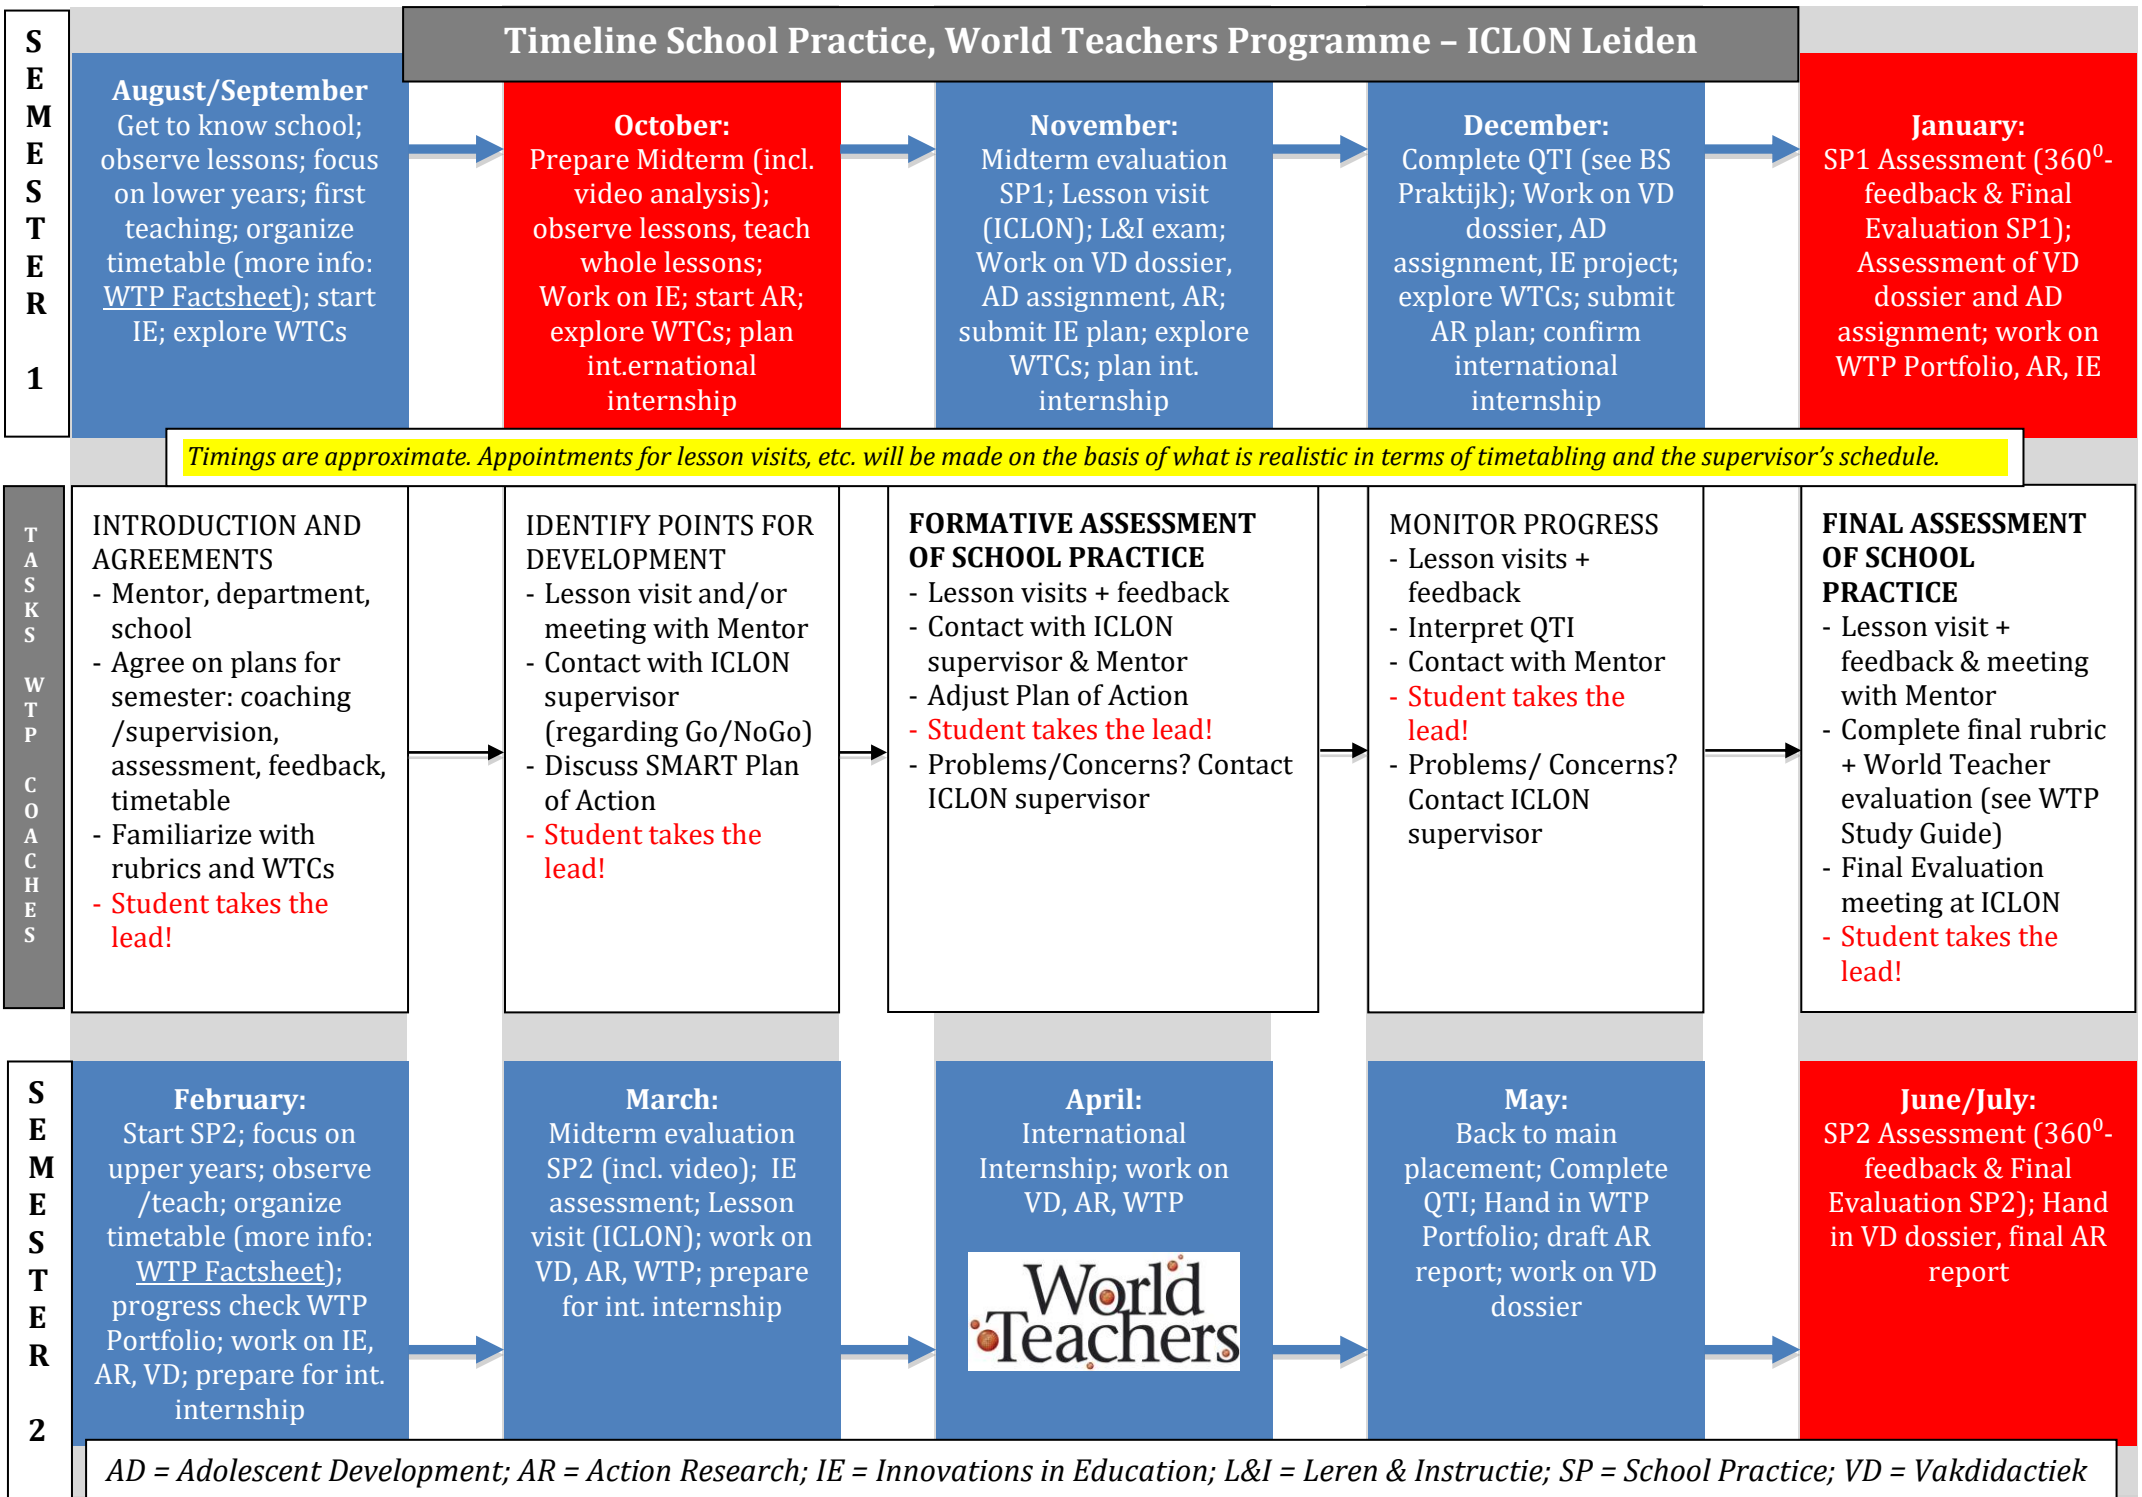 Timeline School Practice, World Teachers Programme – ICLON Leiden
SEMESTER 1
August/September
Get to know school;
observe lessons; focus
on lower years; first
teaching; organize
timetable (more info:
WTP Factsheet); start
IE; explore WTCs
October:
Prepare Midterm (incl.
video analysis);
observe lessons, teach
whole lessons;
Work on IE; start AR;
explore WTCs; plan
int.ernational
internship
November:
Midterm evaluation
SP1; Lesson visit
(ICLON); L&I exam;
Work on VD dossier,
AD assignment, AR;
submit IE plan; explore
WTCs; plan int.
internship
December:
Complete QTI (see BS
Praktijk); Work on VD
dossier, AD
assignment, IE project;
explore WTCs; submit
AR plan; confirm
international
internship
January:
SP1 Assessment (360⁰-
feedback & Final
Evaluation SP1);
Assessment of VD
dossier and AD
assignment; work on
WTP Portfolio, AR, IE
Timings are approximate. Appointments for lesson visits, etc. will be made on the basis of what is realistic in terms of timetabling and the supervisor's schedule.
TASKS WTP COACHES
INTRODUCTION AND
AGREEMENTS
- Mentor, department,
school
- Agree on plans for
semester: coaching
/supervision,
assessment, feedback,
timetable
- Familiarize with
rubrics and WTCs
- Student takes the
lead!
IDENTIFY POINTS FOR
DEVELOPMENT
- Lesson visit and/or
meeting with Mentor
- Contact with ICLON
supervisor
(regarding Go/NoGo)
- Discuss SMART Plan
of Action
- Student takes the
lead!
FORMATIVE ASSESSMENT
OF SCHOOL PRACTICE
- Lesson visits + feedback
- Contact with ICLON
supervisor & Mentor
- Adjust Plan of Action
- Student takes the lead!
- Problems/Concerns? Contact
ICLON supervisor
MONITOR PROGRESS
- Lesson visits +
feedback
- Interpret QTI
- Contact with Mentor
- Student takes the
lead!
- Problems/ Concerns?
Contact ICLON
supervisor
FINAL ASSESSMENT
OF SCHOOL
PRACTICE
- Lesson visit +
feedback & meeting
with Mentor
- Complete final rubric
+ World Teacher
evaluation (see WTP
Study Guide)
- Final Evaluation
meeting at ICLON
- Student takes the
lead!
SEMESTER 2
February:
Start SP2; focus on
upper years; observe
/teach; organize
timetable (more info:
WTP Factsheet);
progress check WTP
Portfolio; work on IE,
AR, VD; prepare for int.
internship
March:
Midterm evaluation
SP2 (incl. video); IE
assessment; Lesson
visit (ICLON); work on
VD, AR, WTP; prepare
for int. internship
April:
International
Internship; work on
VD, AR, WTP
World
Teachers
May:
Back to main
placement; Complete
QTI; Hand in WTP
Portfolio; draft AR
report; work on VD
dossier
June/July:
SP2 Assessment (360⁰-
feedback & Final
Evaluation SP2); Hand
in VD dossier, final AR
report
AD = Adolescent Development; AR = Action Research; IE = Innovations in Education; L&I = Leren & Instructie; SP = School Practice; VD = Vakdidactiek